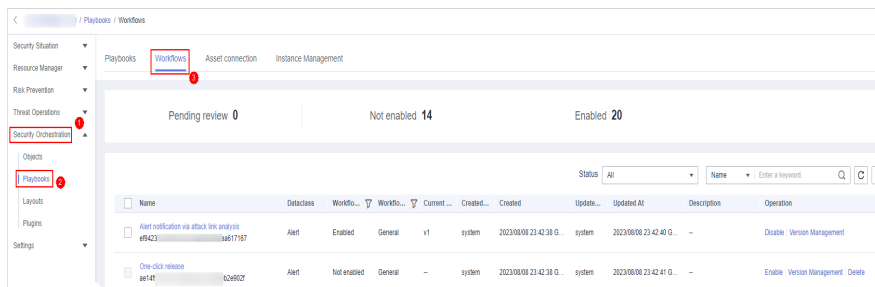 / Playbooks / Workflows
Security Situation
Resource Manager
Risk Prevention
Threat Operations
1
Security Orchestration
Objects
Playbooks
2
Layouts
Plugins
Settings
Playbooks Workflows Asset connection Instance Management
3
Pending review 0 Not enabled 14 Enabled 20
Status All Name Enter a keyword.
Name Dataclass Workflo... Workflo... Current ... Created... Created Update... Updated At Description Operation
Alert notification via attack link analysis
ef9423 aa617167
Alert Enabled General v1 system 2023/08/08 23:42:38 G... system 2023/08/08 23:42:40 G... -- Disable Version Management
One-click release
ae14f b2e902f
Alert Not enabled General -- system 2023/08/08 23:42:38 G... system 2023/08/08 23:42:41 G... -- Enable Version Management Delete